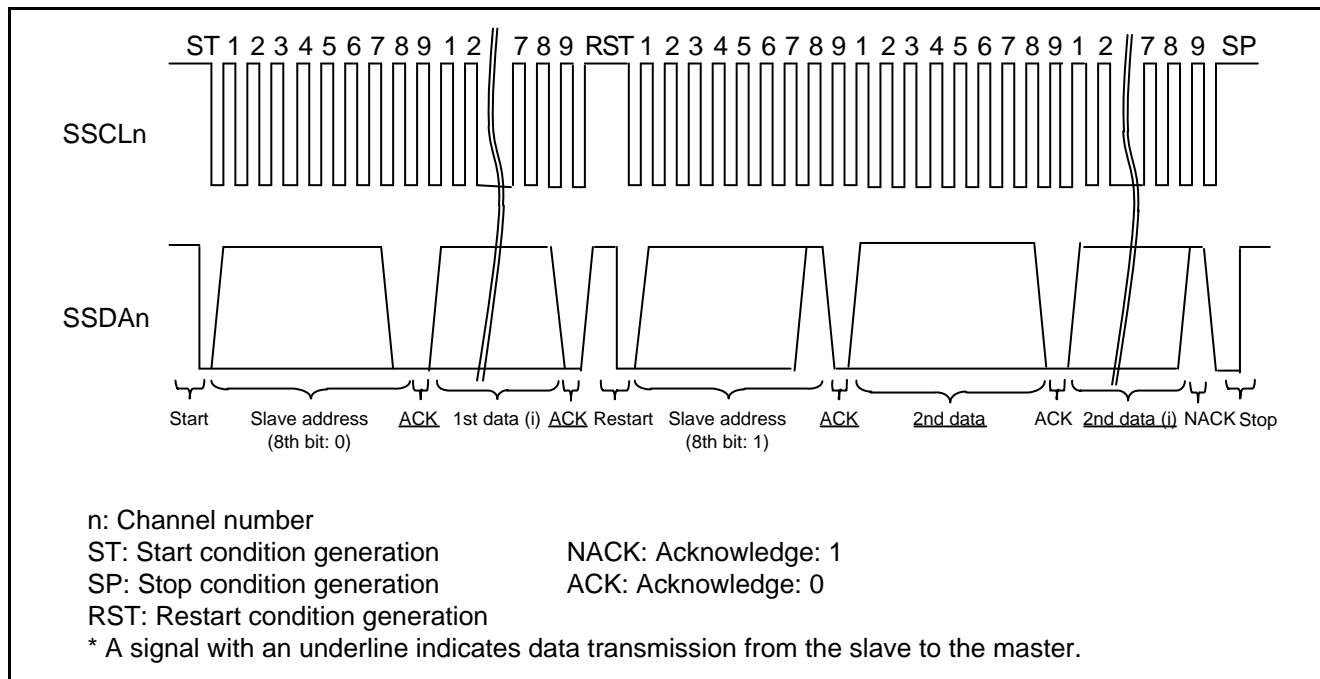 ST 1 2 3 4 5 6 7 8 9 1 2 7 8 9 RST 1 2 3 4 5 6 7 8 9 1 2 3 4 5 6 7 8 9 1 2 7 8 9 SP
SSCLn
SSDAn
Start Slave address ACK 1st data (i) ACK Restart Slave address ACK 2nd data ACK 2nd data (i) NACK Stop
(8th bit: 0) (8th bit: 1)
n: Channel number
ST: Start condition generation NACK: Acknowledge: 1
SP: Stop condition generation ACK: Acknowledge: 0
RST: Restart condition generation
* A signal with an underline indicates data transmission from the slave to the master.